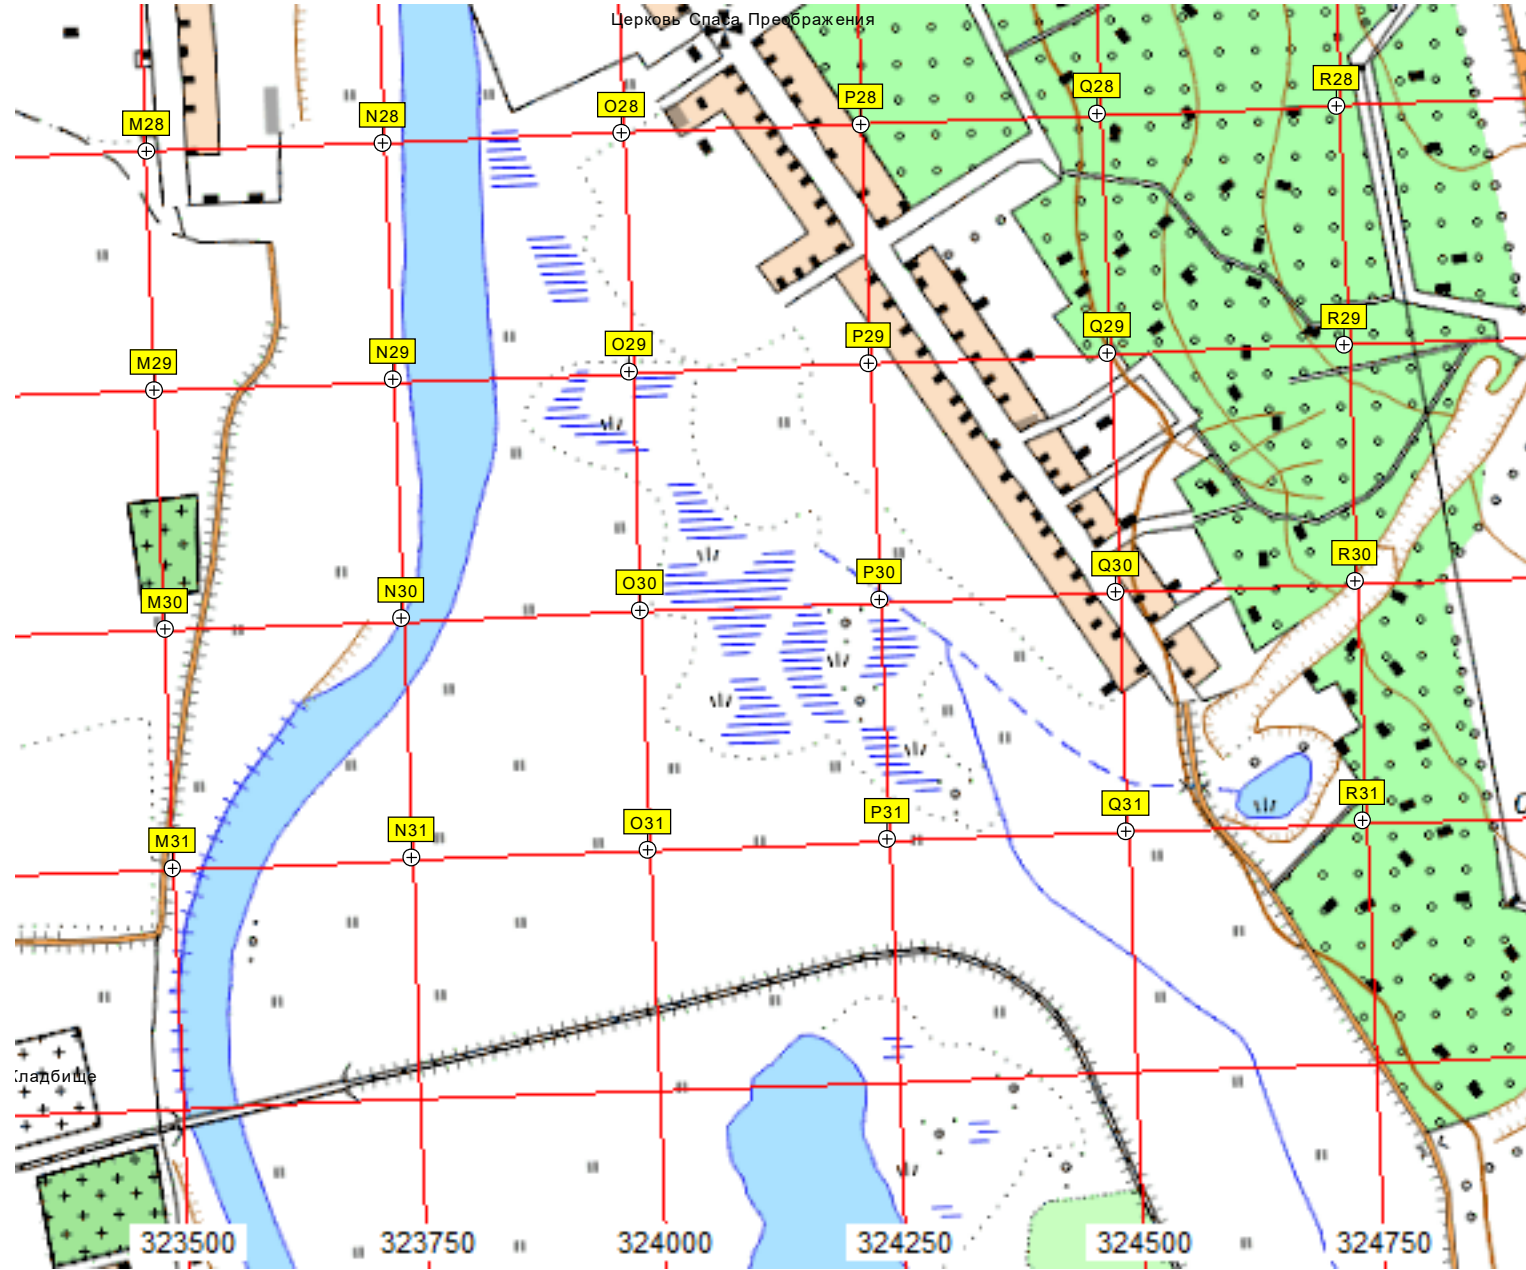 Церковь Спаса Преображения
M28 N28 O28 P28 Q28 R28
M29 N29 O29 P29 Q29 R29
M30 N30 O30 P30 Q30 R30
M31 N31 O31 P31 Q31 R31
Кладбище
323500 323750 324000 324250 324500 324750